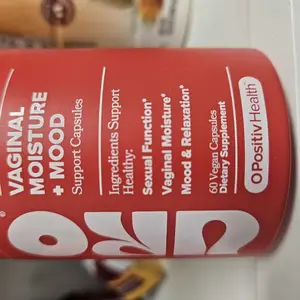 VAGINAL
MOISTURE
+ MOOD
Support Capsules
Ingredients Support
Healthy:
Sexual Function*
Vaginal Moisture*
Mood & Relaxation*
60 Vegan Capsules
Dietary Supplement
O Positiv Health